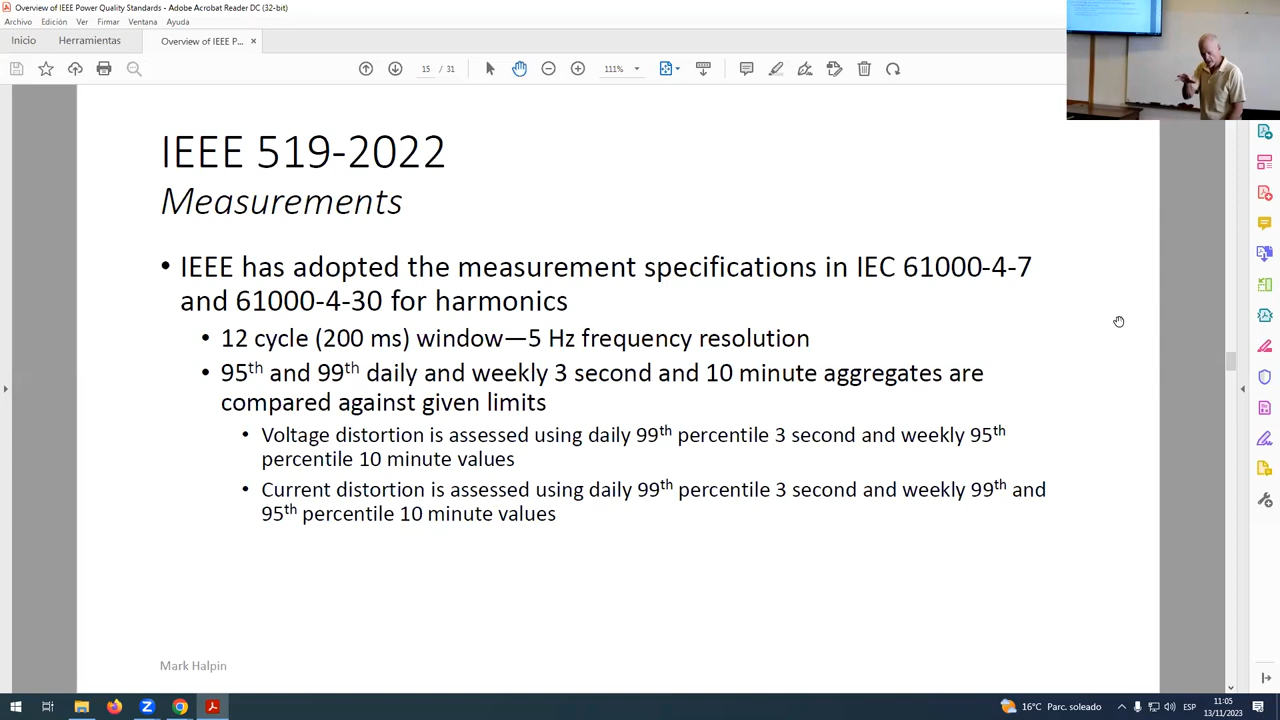 Overview of IEEE Power Quality Standards - Adobe Acrobat Reader DC (32-bit)
Archivo Edición Ver Firmar Ventana Ayuda
Inicio Herramientas Overview of IEEE P... ×
15 / 31 111%
IEEE 519-2022
Measurements
• IEEE has adopted the measurement specifications in IEC 61000-4-7
and 61000-4-30 for harmonics
• 12 cycle (200 ms) window—5 Hz frequency resolution
• 95th and 99th daily and weekly 3 second and 10 minute aggregates are
compared against given limits
• Voltage distortion is assessed using daily 99th percentile 3 second and weekly 95th
percentile 10 minute values
• Current distortion is assessed using daily 99th percentile 3 second and weekly 99th and
95th percentile 10 minute values
Mark Halpin
16°C Parc. soleado ESP 11:05
13/11/2023